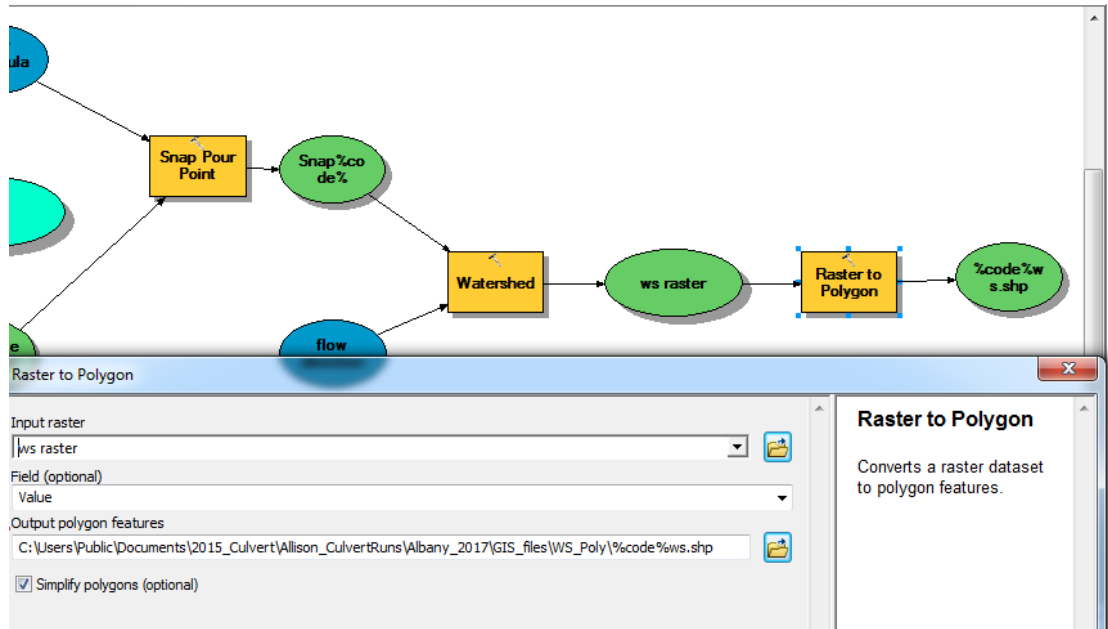 ula
Snap Pour
Point
Snap%co
de%
Watershed
ws raster
Raster to
Polygon
%code%w
s.shp
e
flow
Raster to Polygon
x
Input raster
ws raster
Field (optional)
Value
Output polygon features
C:\Users\Public\Documents\2015_Culvert\Allison_CulvertRuns\Albany_2017\GIS_files\WS_Poly\%code%ws.shp
Simplify polygons (optional)
Raster to Polygon
Converts a raster dataset
to polygon features.